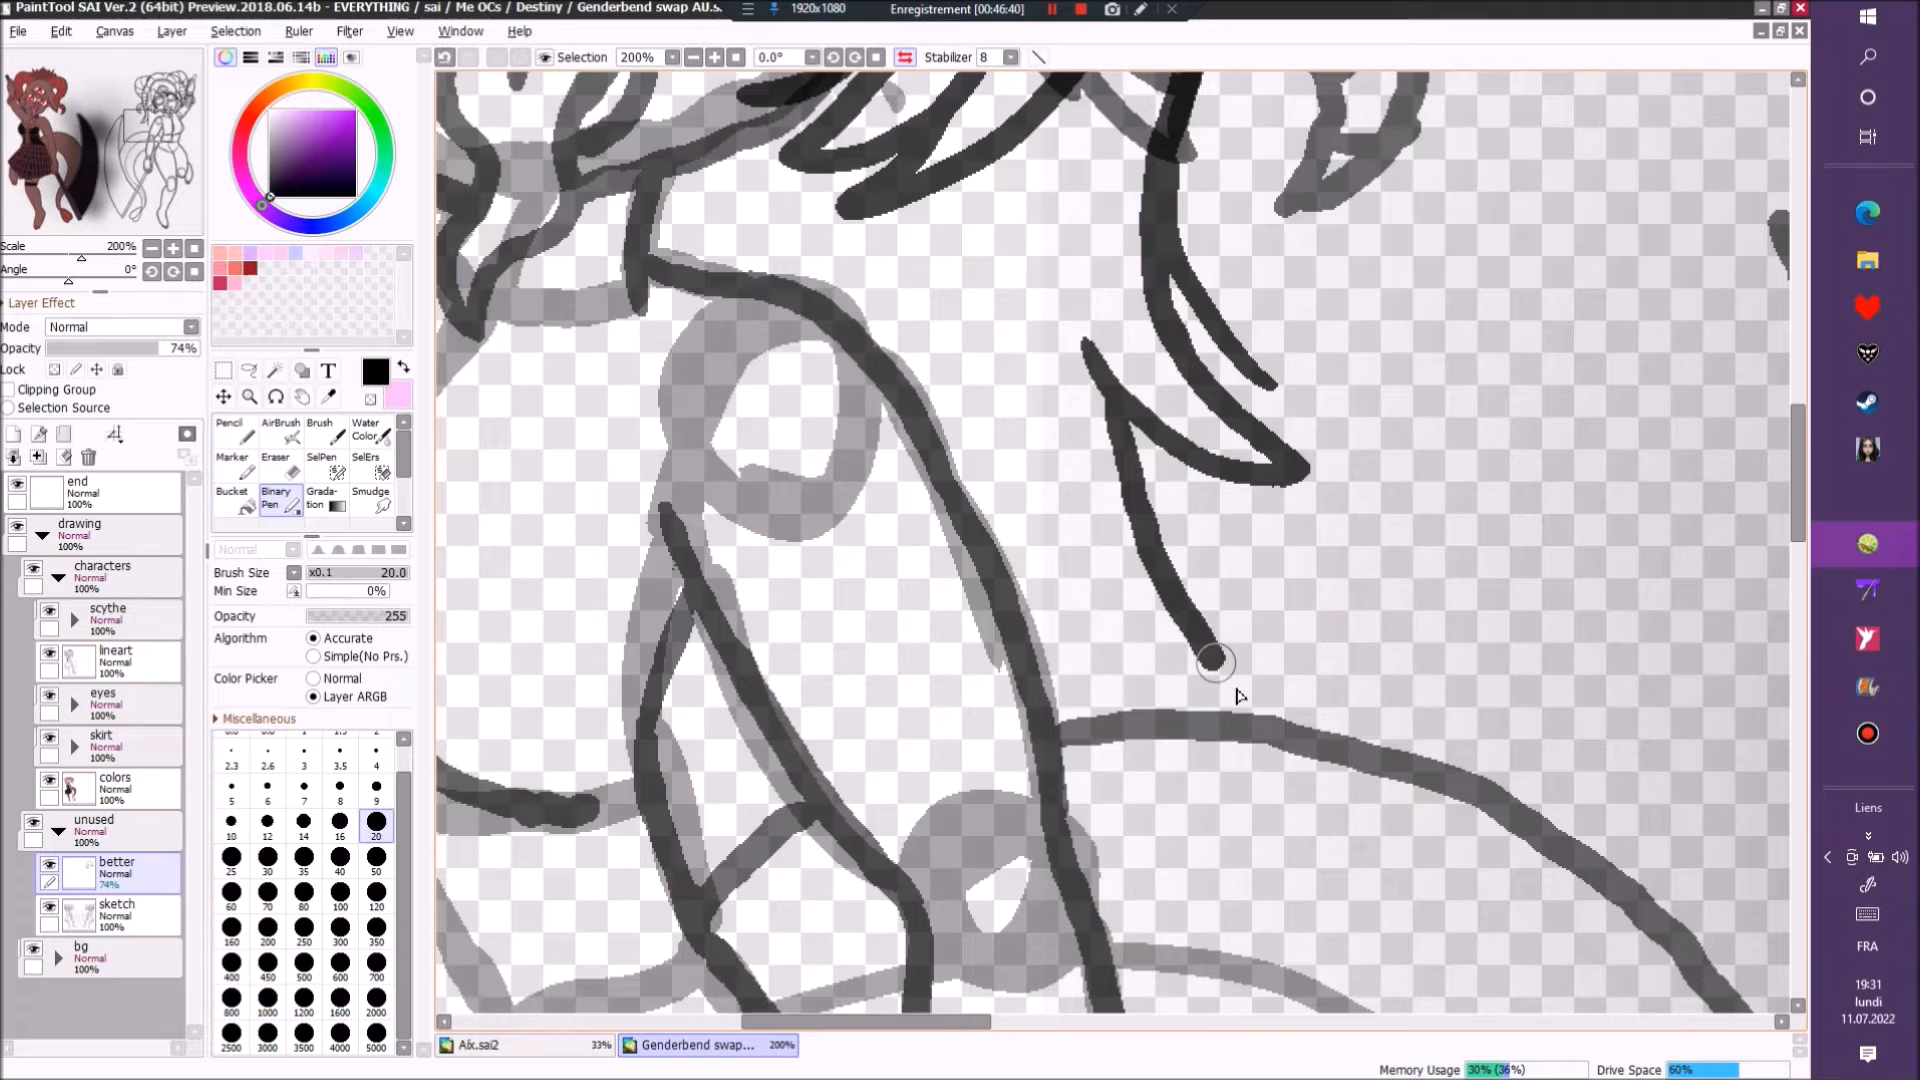 PaintTool SAI Ver.2 (64bit) Preview.2018.06.14b - EVERYTHING / sai / Me OCs / Destiny / Genderbend swap AU.s.
1920x1080
Enregistrement [00:46:40]
File Edit Canvas Layer Selection Ruler Filter View Window Help
Selection 200% 0.0° Stabilizer 8
Scale 200%
Angle 0°
Layer Effect
Mode Normal
Opacity 74%
Lock
Clipping Group
Selection Source
end
Normal
100%
drawing
Normal
100%
characters
Normal
100%
scythe
Normal
100%
lineart
Normal
100%
eyes
Normal
100%
skirt
Normal
100%
colors
Normal
100%
unused
Normal
100%
better
Normal
74%
sketch
Normal
100%
bg
Normal
100%
T
Pencil AirBrush Brush Water Color
Marker Eraser SelPen SelErs
Bucket Binary Pen Grada-tion Smudge
Normal
Brush Size x0.1 20.0
Min Size 0%
Opacity 255
Algorithm Accurate
Simple(No Prs.)
Color Picker Normal
Layer ARGB
Miscellaneous
2.3 2.6 3 3.5 4
5 6 7 8 9
10 12 14 16 20
25 30 35 40 50
60 70 80 100 120
160 200 250 300 350
400 450 500 600 700
800 1000 1200 1600 2000
2500 3000 3500 4000 5000
Aix.sai2 33%
Genderbend swap... 200%
Memory Usage 30% (36%) Drive Space 60%
Liens
FRA
19:31
lundi
11.07.2022